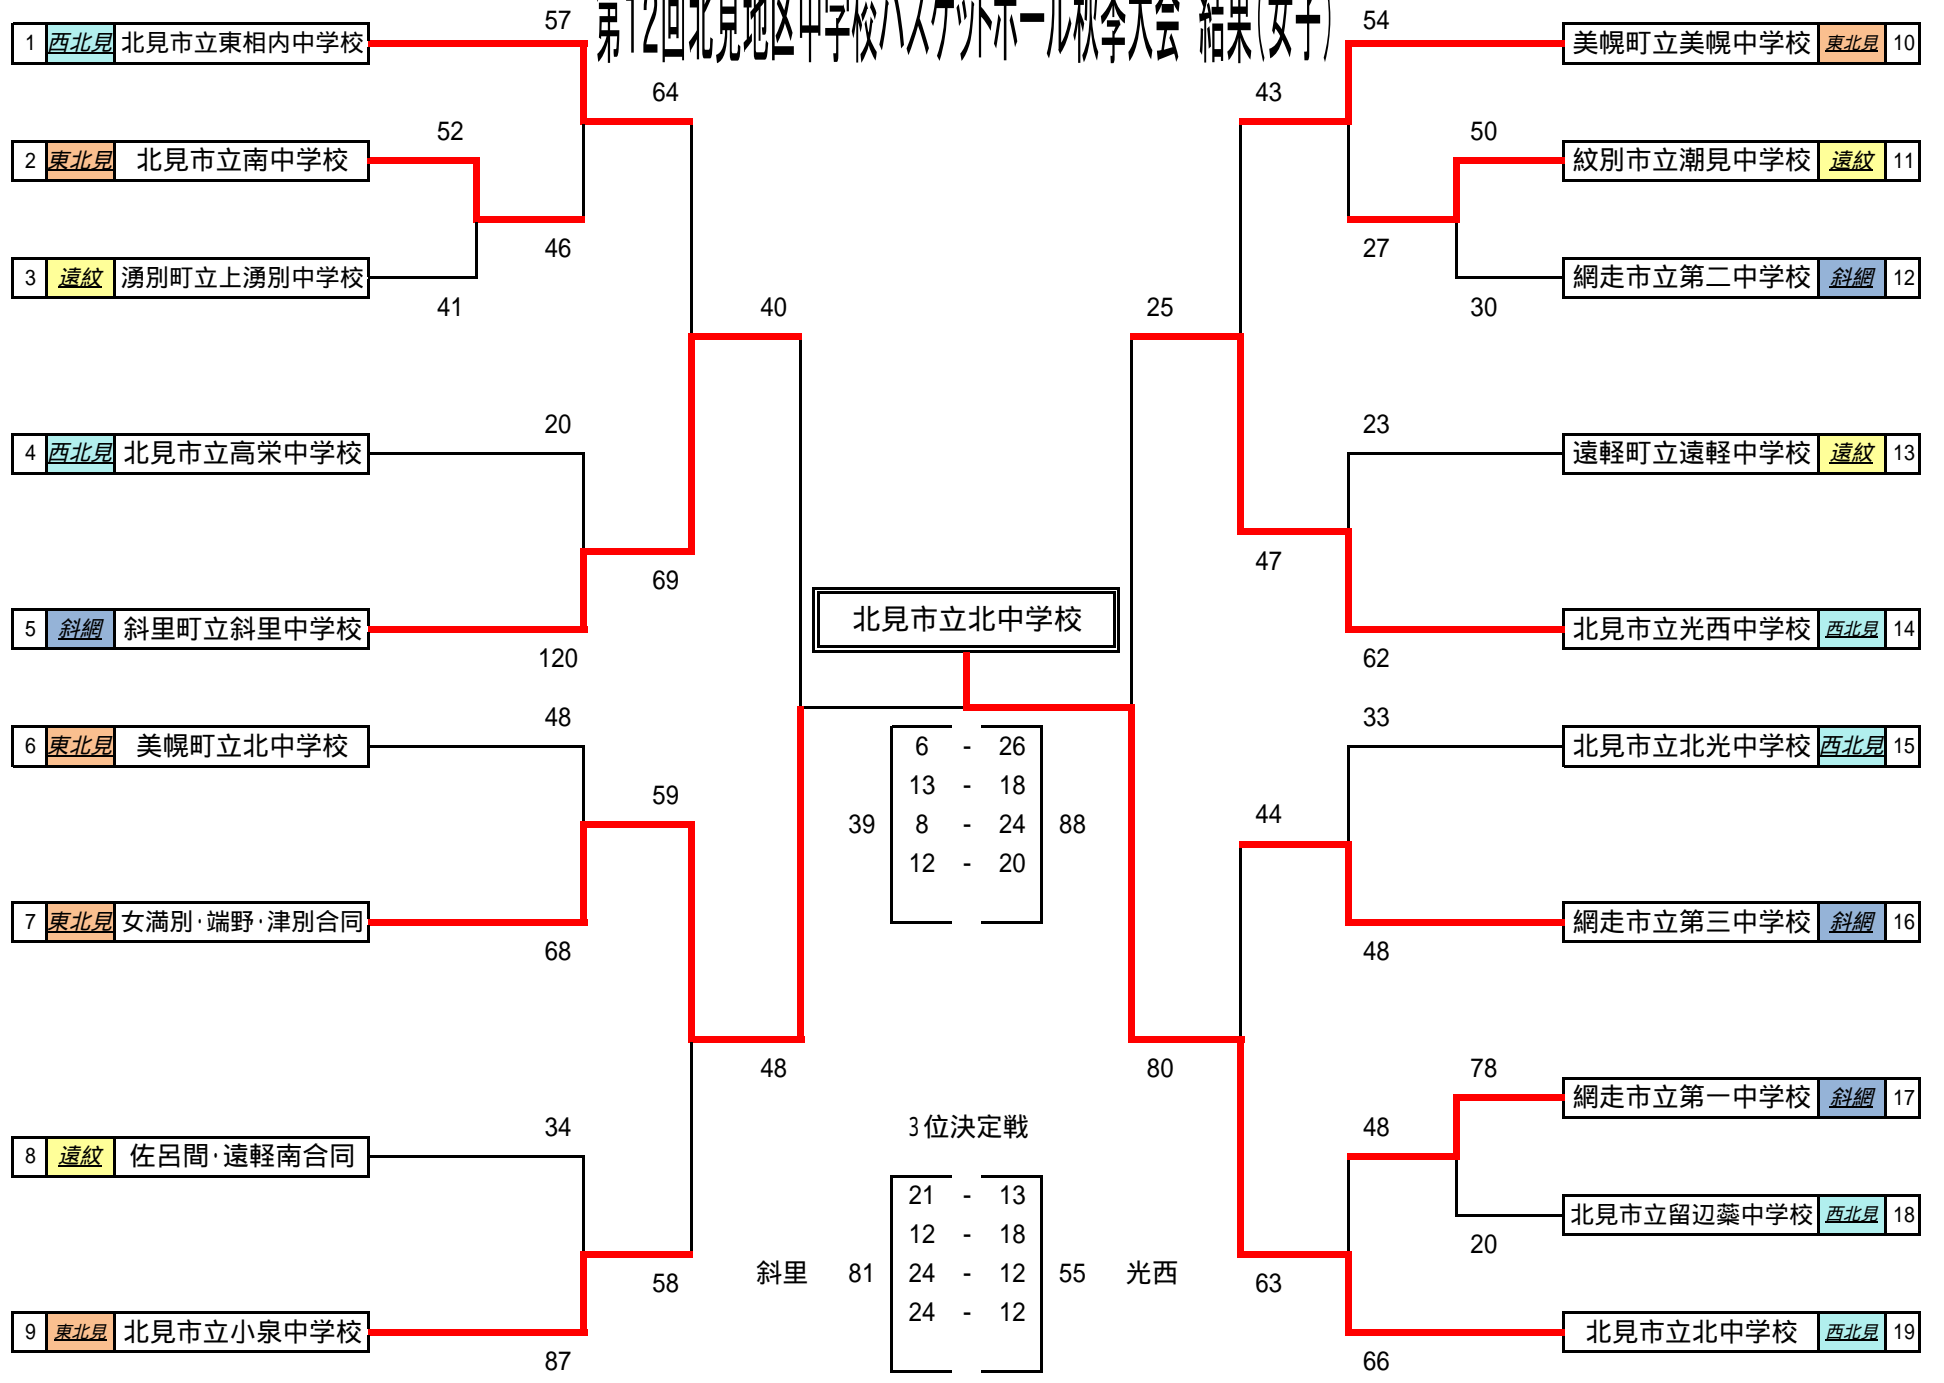 第12回北見地区中学校バスケットボール秋季大会 結果(女子)
57
54
1 西北見 北見市立東相内中学校
美幌町立美幌中学校 東北見 10
64
43
52
50
2 東北見 北見市立南中学校
紋別市立潮見中学校 遠紋 11
46
27
3 遠紋 湧別町立上湧別中学校
網走市立第二中学校 斜網 12
41
40
25
30
20
23
4 西北見 北見市立高栄中学校
遠軽町立遠軽中学校 遠紋 13
69
47
北見市立北中学校
5 斜網 斜里町立斜里中学校
北見市立光西中学校 西北見 14
120
62
48
33
6 東北見 美幌町立北中学校
北見市立北光中学校 西北見 15
6 - 26
13 - 18
59
44
39 8 - 24 88
12 - 20
7 東北見 女満別・端野・津別合同
網走市立第三中学校 斜網 16
68
48
48
80
78
網走市立第一中学校 斜網 17
34
3位決定戦
48
8 遠紋 佐呂間・遠軽南合同
21 - 13
北見市立留辺蘂中学校 西北見 18
12 - 18
20
斜里 81 24 - 12 55 光西
58
63
24 - 12
9 東北見 北見市立小泉中学校
北見市立北中学校 西北見 19
87
66